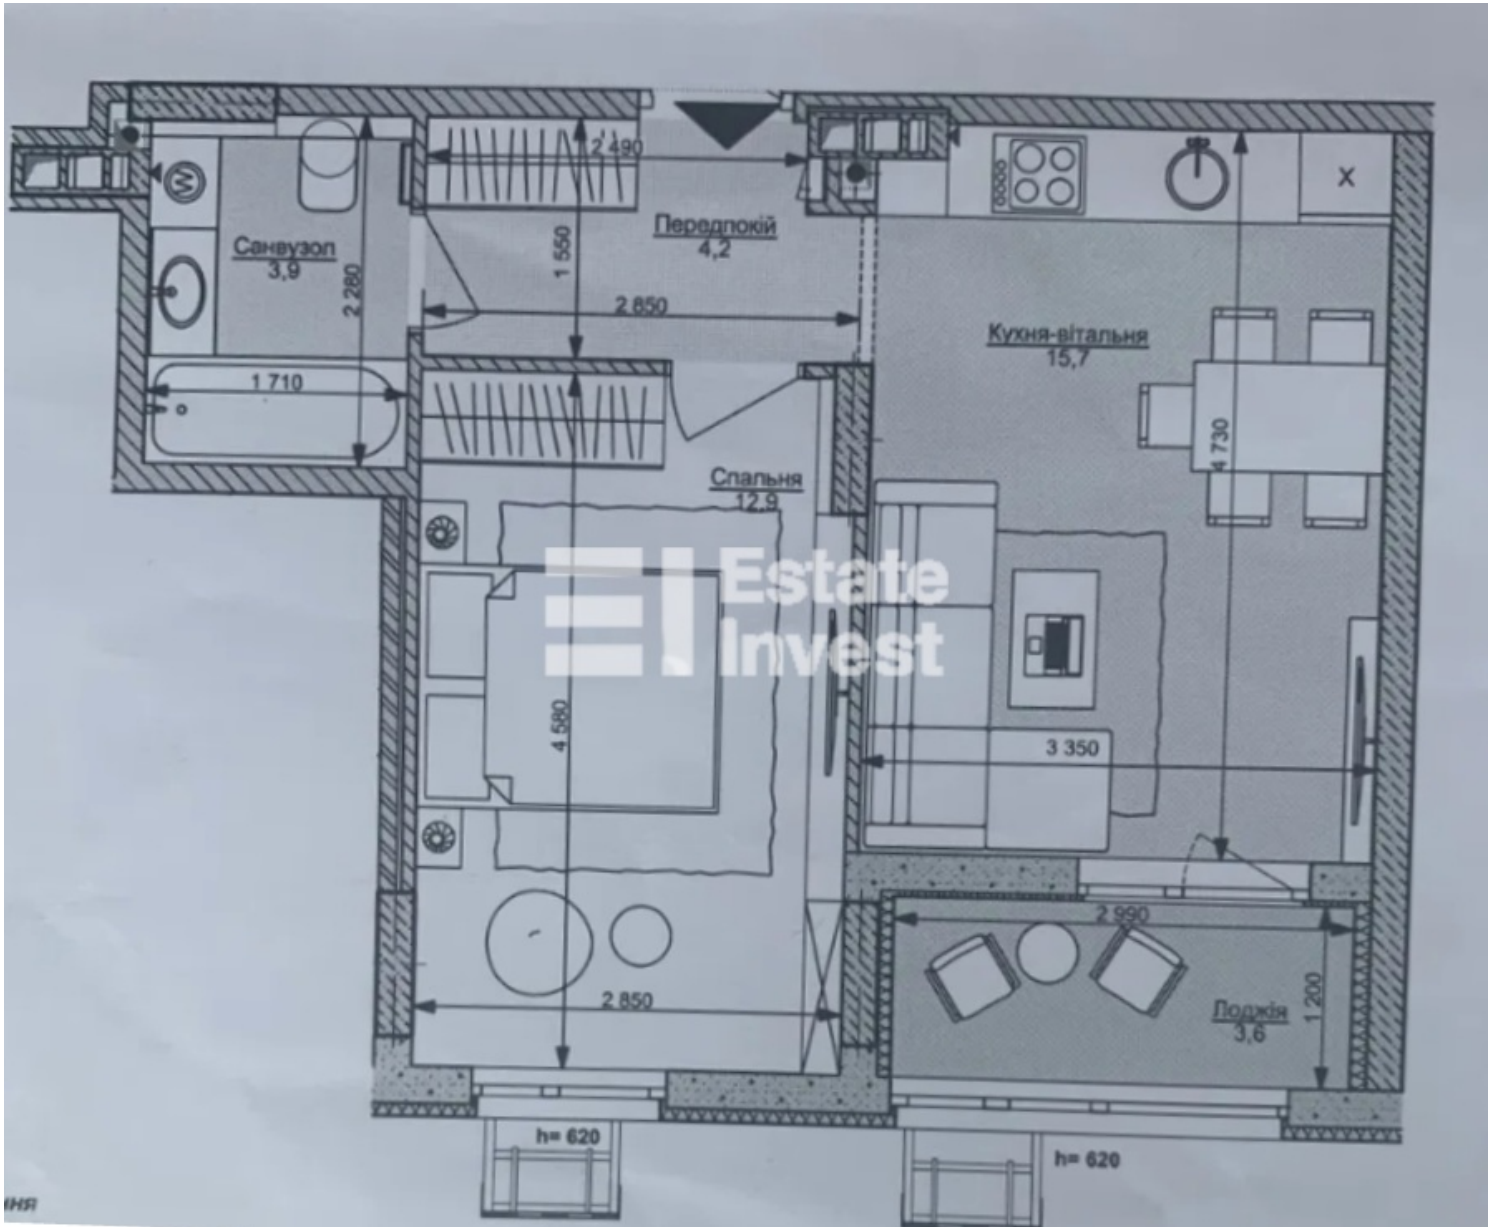 2 490
Передпокій
4,2
1 550
2 850
Санвузол
3,9
2 280
W
1 710
X
Кухня-вітальня
15,7
4 730
Спальня
12,9
Estate
Invest
4 580
3 350
2 850
2 990
Лоджія
3,6
1 200
h= 620
h= 620
ння